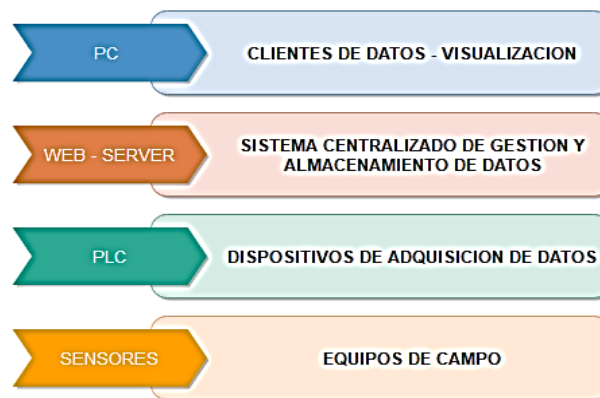 PC
CLIENTES DE DATOS - VISUALIZACION
WEB - SERVER
SISTEMA CENTRALIZADO DE GESTION Y
ALMACENAMIENTO DE DATOS
PLC
DISPOSITIVOS DE ADQUISICION DE DATOS
SENSORES
EQUIPOS DE CAMPO